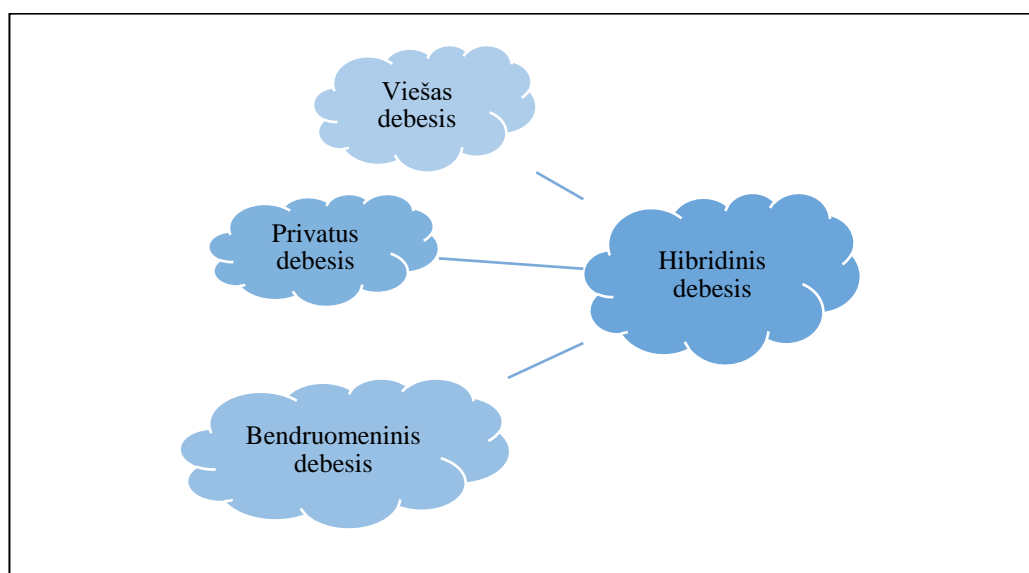 Viešas
debesis
Privatus
debesis
Hibridinis
debesis
Bendruomeninis
debesis